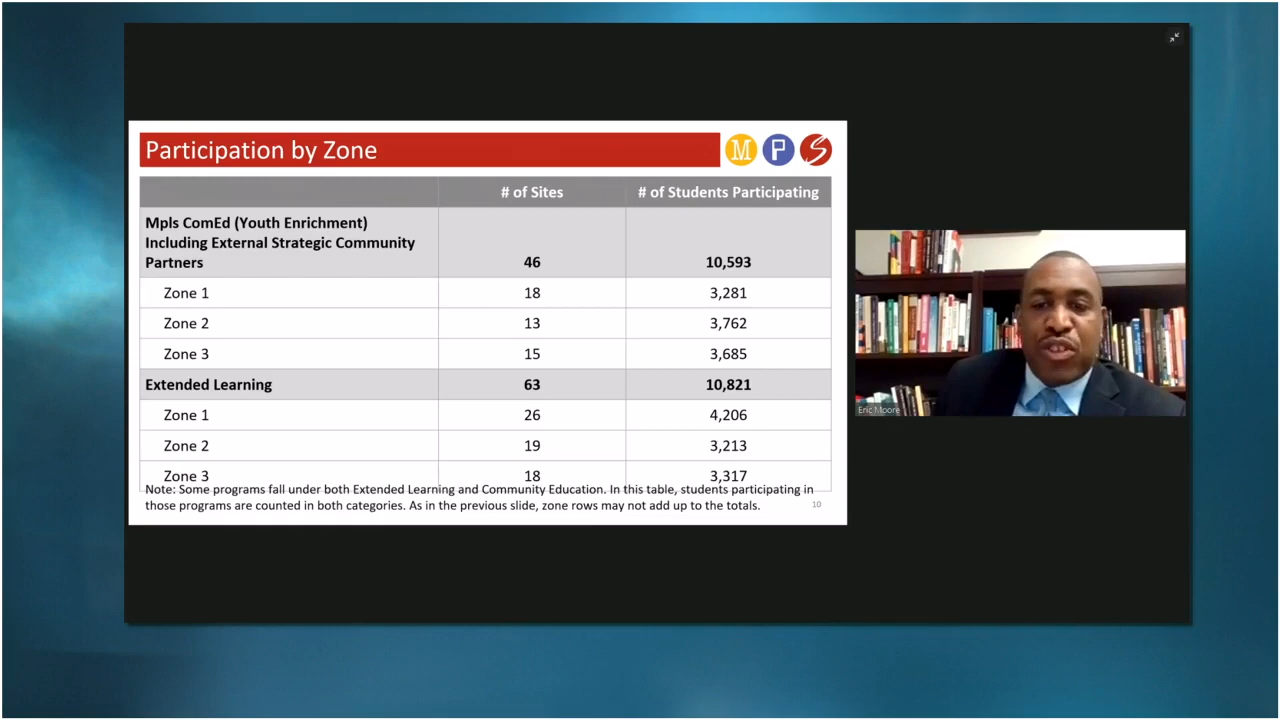 Participation by Zone
M P S
# of Sites # of Students Participating
Mpls ComEd (Youth Enrichment)
Including External Strategic Community
Partners 46 10,593
Zone 1 18 3,281
Zone 2 13 3,762
Zone 3 15 3,685
Extended Learning 63 10,821
Zone 1 26 4,206
Zone 2 19 3,213
Zone 3 18 3,317
Note: Some programs fall under both Extended Learning and Community Education. In this table, students participating in
those programs are counted in both categories. As in the previous slide, zone rows may not add up to the totals.
10
Eric Moore